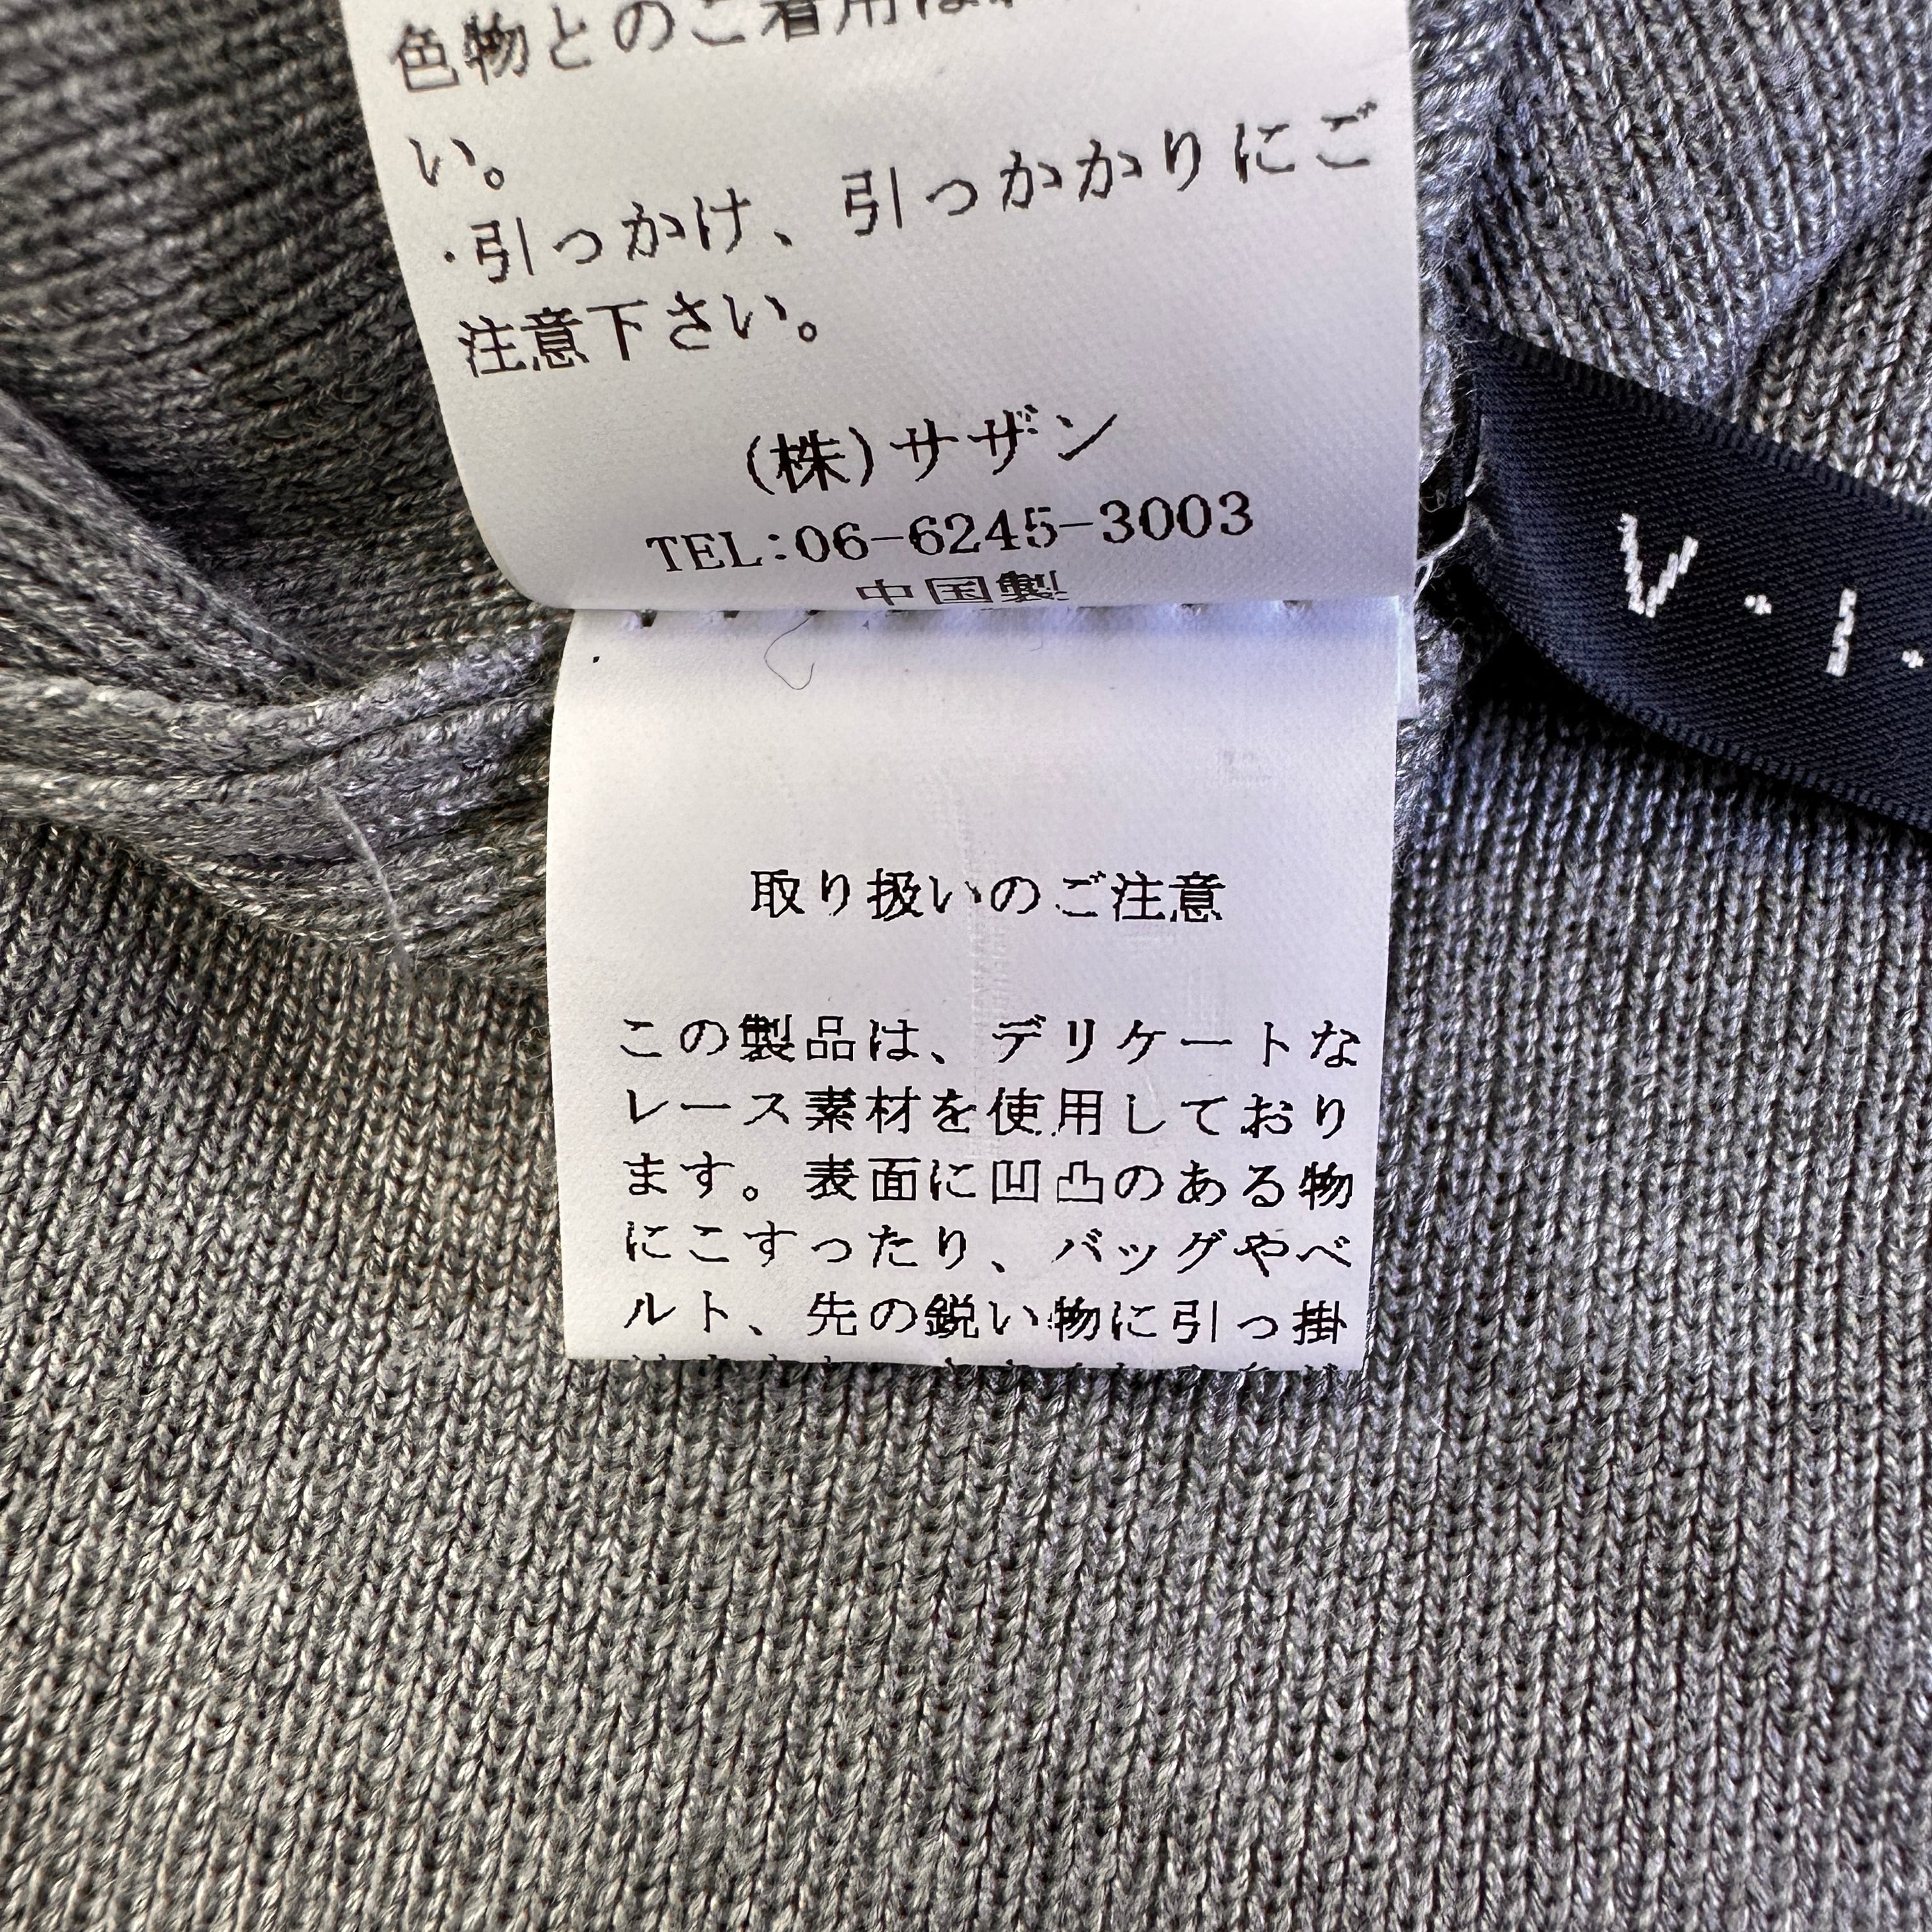 色物とのご着用は
い。
・引っかけ、引っかかりにご
注意下さい。
(株)サザン
TEL:06-6245-3003
中国製
V・I・
取り扱いのご注意
この製品は、デリケートな
レース素材を使用しており
ます。表面に凹凸のある物
にこすったり、バッグやベ
ルト、先の鋭い物に引っ掛